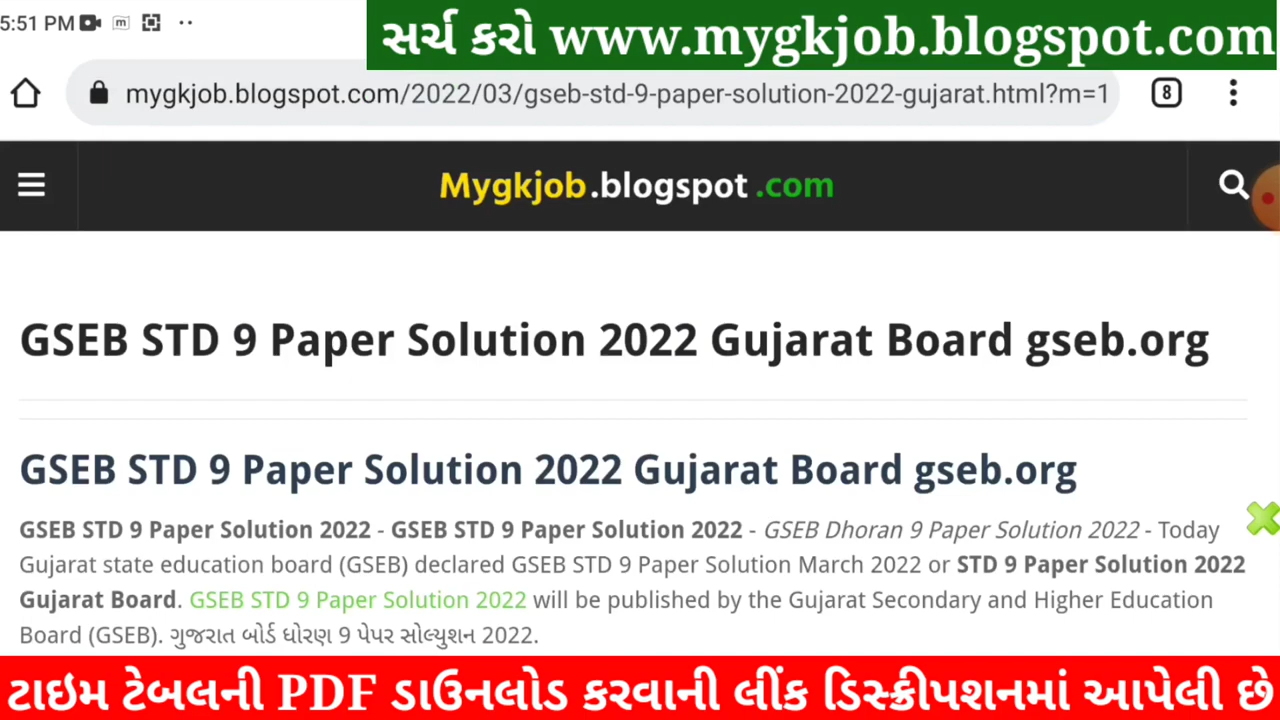 5:51 PM
સર્ચ કરો www.mygkjob.blogspot.com
mygkjob.blogspot.com/2022/03/gseb-std-9-paper-solution-2022-gujarat.html?m=1
8
Mygkjob.blogspot .com
GSEB STD 9 Paper Solution 2022 Gujarat Board gseb.org
GSEB STD 9 Paper Solution 2022 Gujarat Board gseb.org
GSEB STD 9 Paper Solution 2022 - GSEB STD 9 Paper Solution 2022 - GSEB Dhoran 9 Paper Solution 2022 - Today
Gujarat state education board (GSEB) declared GSEB STD 9 Paper Solution March 2022 or STD 9 Paper Solution 2022
Gujarat Board. GSEB STD 9 Paper Solution 2022 will be published by the Gujarat Secondary and Higher Education
Board (GSEB). ગુજરાત બોર્ડ ધોરણ 9 પેપર સોલ્યુશન 2022.
ટાઇમ ટેબલની PDF ડાઉનલોડ કરવાની લીંક ડિસ્ક્રીપશનમાં આપેલી છે